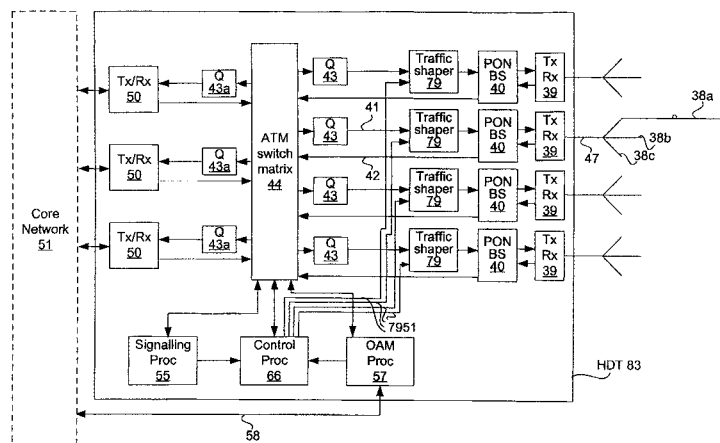 Tx/Rx
50
Q
43a
ATM
switch
matrix
44
Q
43
Traffic
shaper
79
PON
BS
40
Tx
Rx
39
38a
Tx/Rx
50
Q
43a
41
Q
43
Traffic
shaper
79
PON
BS
40
Tx
Rx
39
38b
38c
47
42
Core
Network
51
Q
43
Traffic
shaper
79
PON
BS
40
Tx
Rx
39
Tx/Rx
50
Q
43a
Q
43
Traffic
shaper
79
PON
BS
40
Tx
Rx
39
7951
Signalling
Proc
55
Control
Proc
66
OAM
Proc
57
HDT 83
58